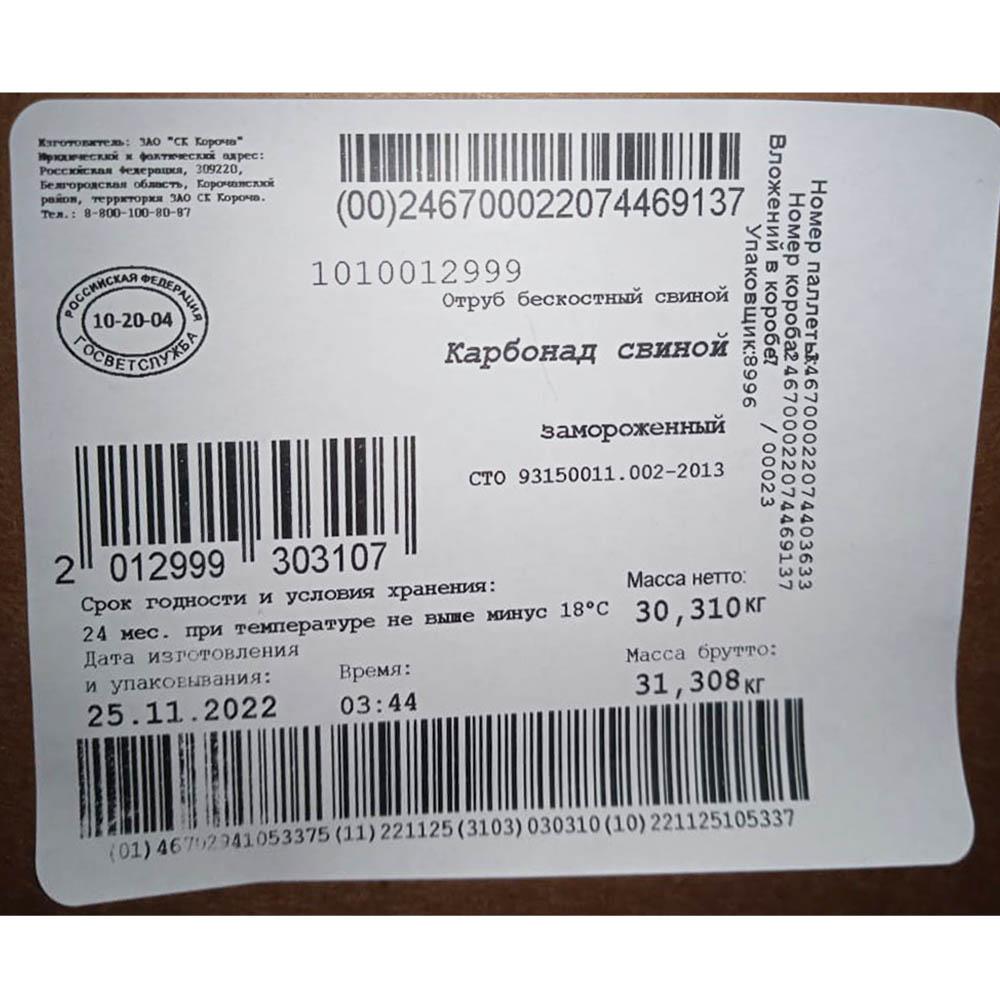 Изготовитель: ЗАО "СК Короча"
Юридический и фактический адрес:
Российская Федерация, 309220,
Белгородская область, Корочанский
район, территория ЗАО СК Короча.
Тел.: 8-800-100-80-87
(00)246700022074469137
РОССИЙСКАЯ ФЕДЕРАЦИЯ
10-20-04
ГОСВЕТСЛУЖБА
1010012999
Отруб бескостный свиной
Карбонад свиной
замороженный
СТО 93150011.002-2013
Номер паллеты:
Номер короба:246700022074469137
Вложений в коробе: / 00023
Упаковщик:8996
2 012999 303107
Срок годности и условия хранения:
24 мес. при температуре не выше минус 18°С
Масса нетто:
30,310кг
Дата изготовления
и упаковывания:
25.11.2022
Время:
03:44
Масса брутто:
31,308кг
(11)221125(3103)030310(10)221125105337